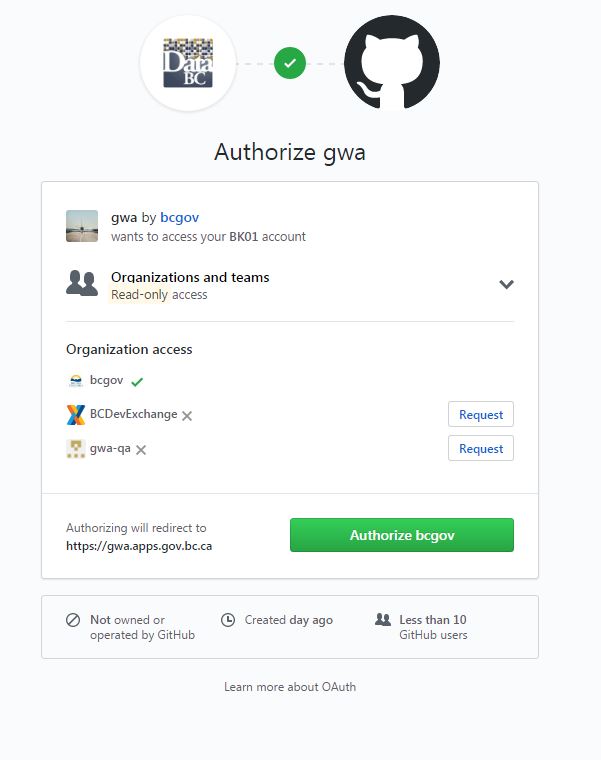 Data
BC
Authorize gwa
gwa by bcgov
wants to access your BK01 account
Organizations and teams
Read-only access
Organization access
bcgov
BCDevExchange
Request
gwa-qa
Request
Authorizing will redirect to
https://gwa.apps.gov.bc.ca
Authorize bcgov
Not owned or
operated by GitHub
Created day ago
Less than 10
GitHub users
Learn more about OAuth